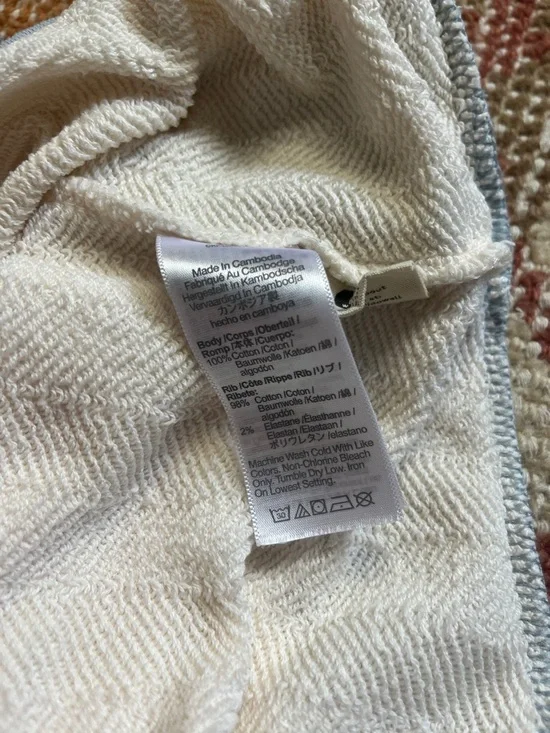 Made In Cambodia
Fabriqué Au Cambodge
Hergestellt In Kambodscha
Vervaardigd In Cambodja
カンボジア製
hecho en camboya
Body /Corps /Oberteil /
Romp /本体 /Cuerpo:
100% Cotton /Coton /
Baumwolle /Katoen /綿 /
algodón
Rib /Côte /Rippe /Rib /リブ /
Ribete:
98% Cotton /Coton /
Baumwolle /Katoen /綿 /
algodón
2% Elastane /Elasthanne /
Elastan /Elastaan /
ポリウレタン /elastano
Machine Wash Cold With Like
Colors, Non-Chlorine Bleach
Only. Tumble Dry Low. Iron
On Lowest Setting.
30